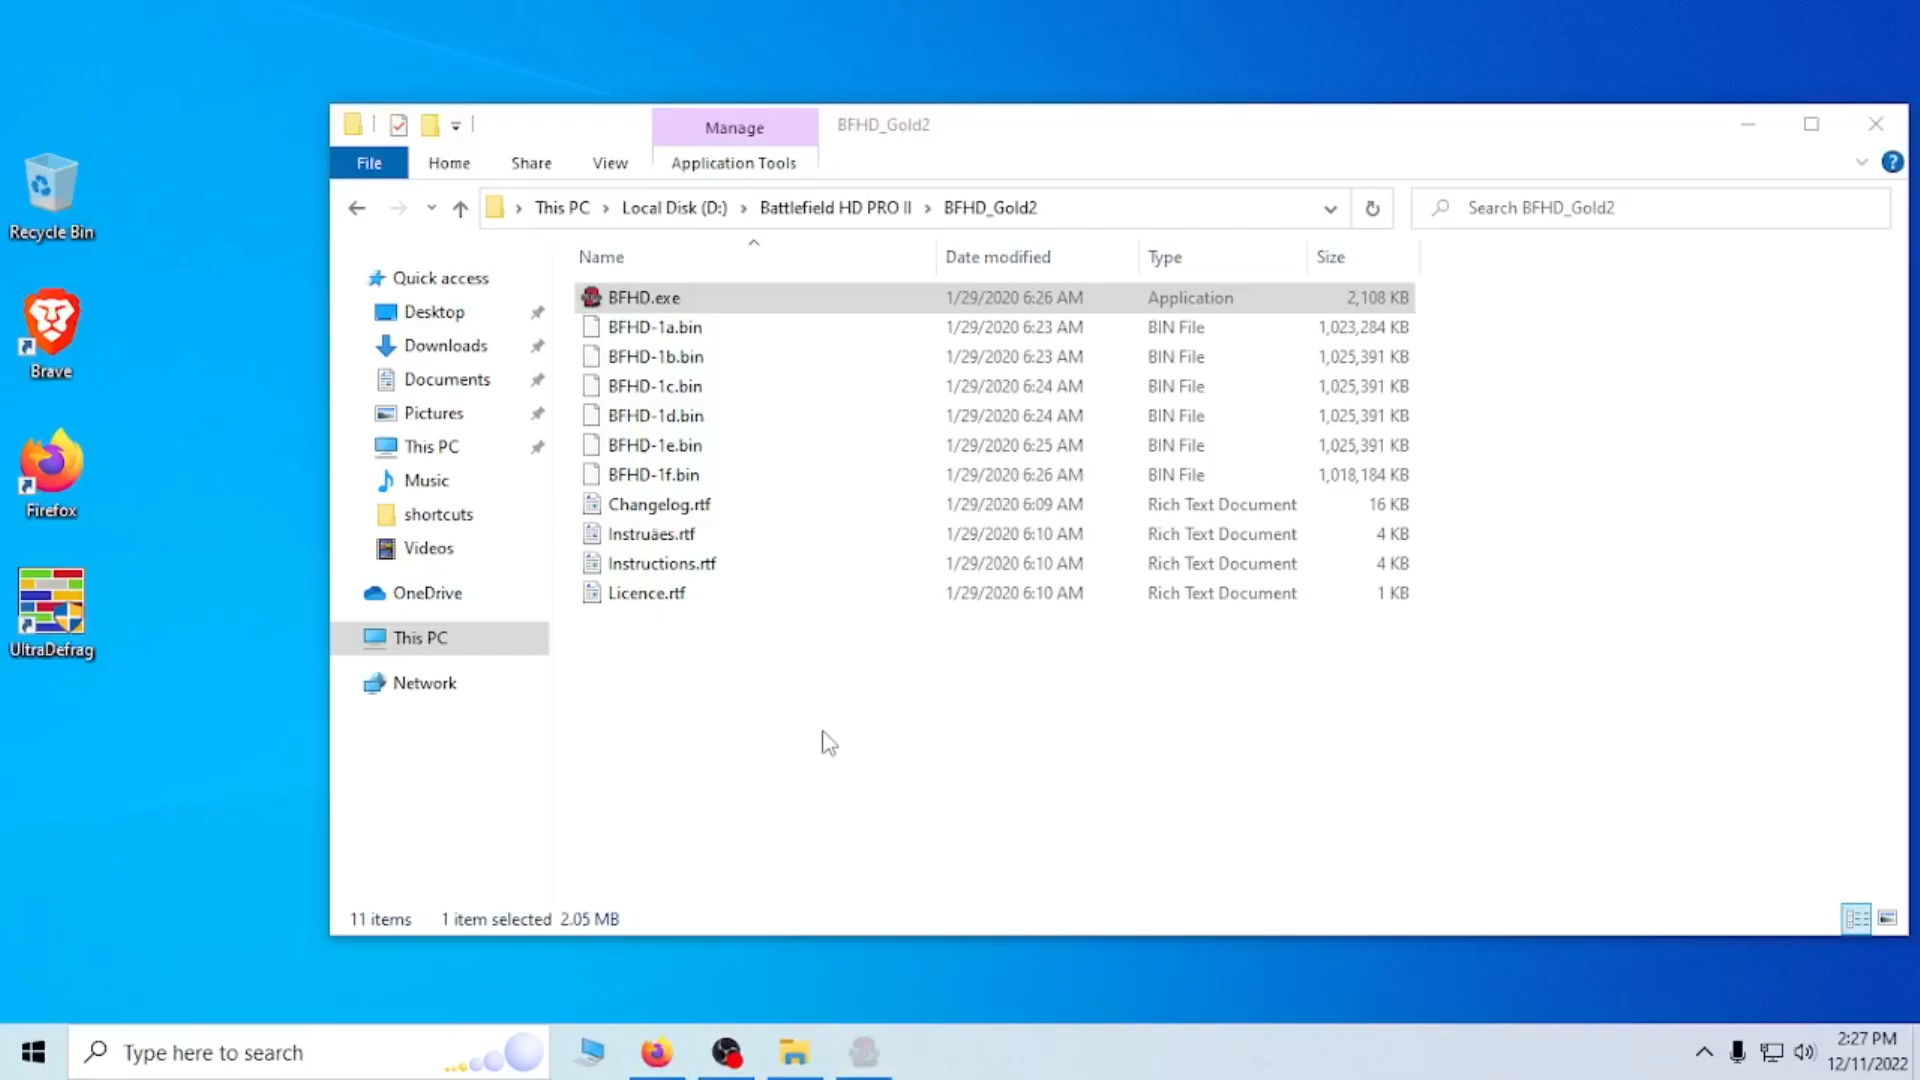 Manage
BFHD_Gold2
File
Home
Share
View
Application Tools
This PC
Local Disk (D:)
Battlefield HD PRO II
BFHD_Gold2
Search BFHD_Gold2
Name
Date modified
Type
Size
BFHD.exe 1/29/2020 6:26 AM Application 2,108 KB
BFHD-1a.bin 1/29/2020 6:23 AM BIN File 1,023,284 KB
BFHD-1b.bin 1/29/2020 6:23 AM BIN File 1,025,391 KB
BFHD-1c.bin 1/29/2020 6:24 AM BIN File 1,025,391 KB
BFHD-1d.bin 1/29/2020 6:24 AM BIN File 1,025,391 KB
BFHD-1e.bin 1/29/2020 6:25 AM BIN File 1,025,391 KB
BFHD-1f.bin 1/29/2020 6:26 AM BIN File 1,018,184 KB
Changelog.rtf 1/29/2020 6:09 AM Rich Text Document 16 KB
Instruäes.rtf 1/29/2020 6:10 AM Rich Text Document 4 KB
Instructions.rtf 1/29/2020 6:10 AM Rich Text Document 4 KB
Licence.rtf 1/29/2020 6:10 AM Rich Text Document 1 KB
Quick access
Desktop
Downloads
Documents
Pictures
This PC
Music
shortcuts
Videos
OneDrive
This PC
Network
11 items
1 item selected 2.05 MB
Recycle Bin
Brave
Firefox
UltraDefrag
Type here to search
2:27 PM
12/11/2022